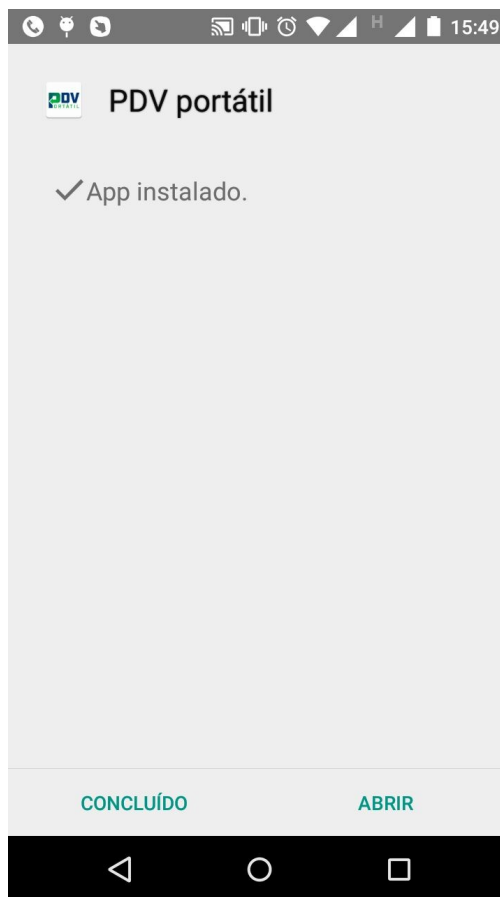 H 15:49
PDV
PORTÁTIL
PDV portátil
App instalado.
CONCLUÍDO ABRIR